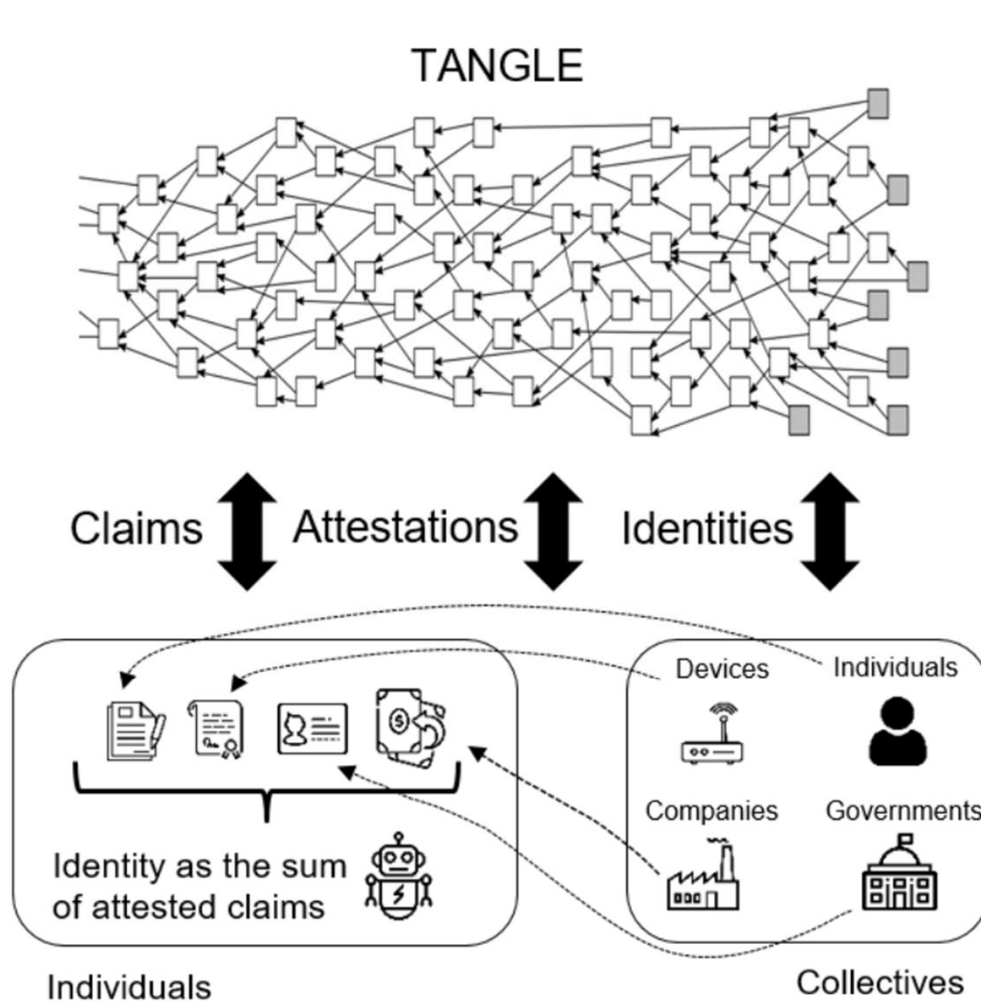 TANGLE
Claims
Attestations
Identities
Devices
Individuals
Companies
Governments
Identity as the sum
of attested claims
Individuals
Collectives